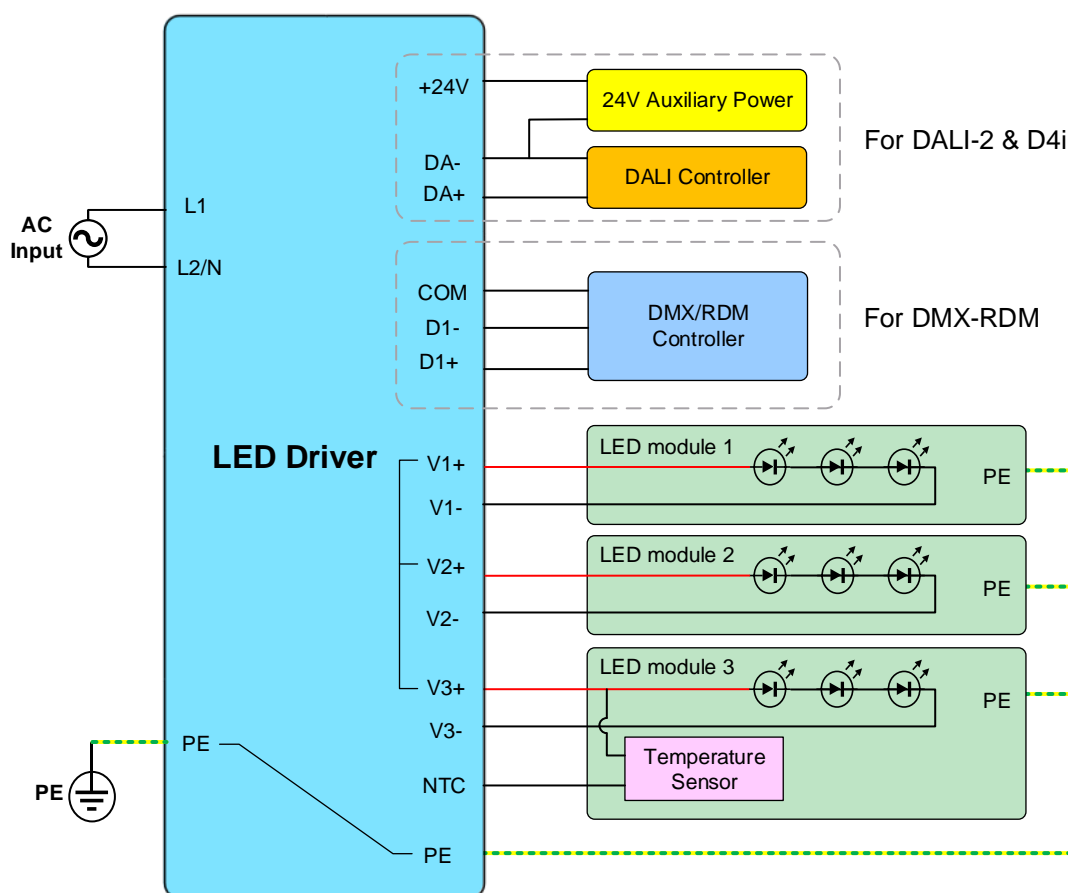 +24V
24V Auxiliary Power
For DALI-2 & D4i
DA-
DALI Controller
DA+
L1
AC
Input
L2/N
COM
D1-
D1+
DMX/RDM
Controller
For DMX-RDM
LED Driver
V1+
V1-
V2+
V2-
V3+
V3-
NTC
PE
LED module 1
PE
LED module 2
PE
LED module 3
PE
Temperature
Sensor
PE
PE